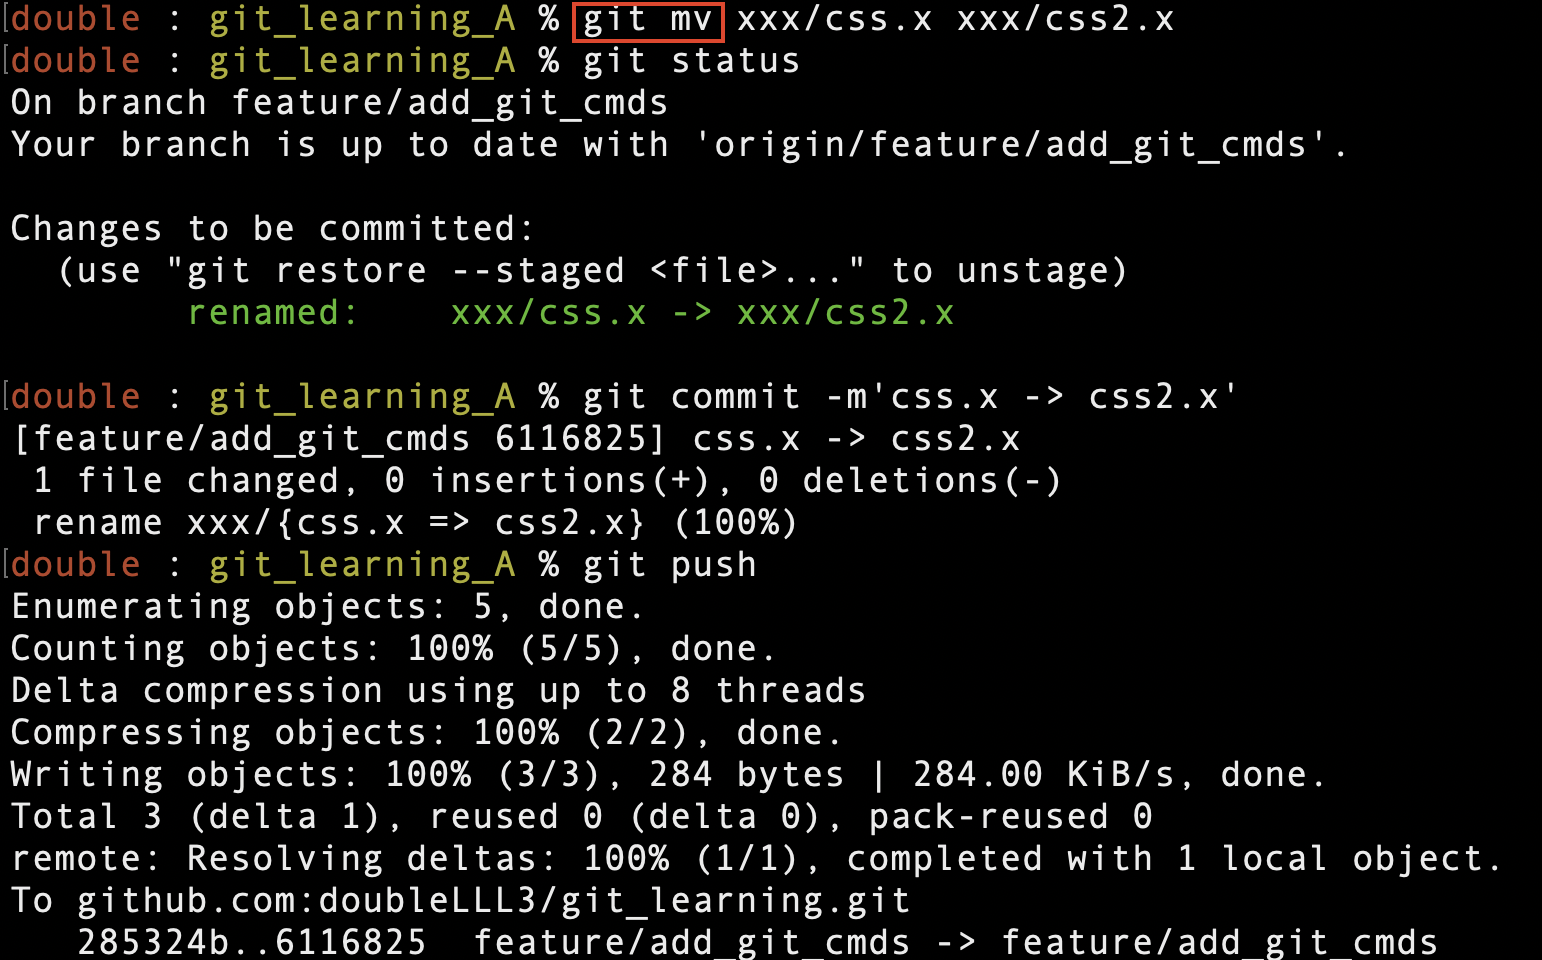 [double : git_learning_A % git mv xxx/css.x xxx/css2.x
[double : git_learning_A % git status
On branch feature/add_git_cmds
Your branch is up to date with 'origin/feature/add_git_cmds'.
Changes to be committed:
  (use "git restore --staged <file>..." to unstage)
        renamed:    xxx/css.x -> xxx/css2.x
[double : git_learning_A % git commit -m'css.x -> css2.x'
[feature/add_git_cmds 6116825] css.x -> css2.x
 1 file changed, 0 insertions(+), 0 deletions(-)
 rename xxx/{css.x => css2.x} (100%)
[double : git_learning_A % git push
Enumerating objects: 5, done.
Counting objects: 100% (5/5), done.
Delta compression using up to 8 threads
Compressing objects: 100% (2/2), done.
Writing objects: 100% (3/3), 284 bytes | 284.00 KiB/s, done.
Total 3 (delta 1), reused 0 (delta 0), pack-reused 0
remote: Resolving deltas: 100% (1/1), completed with 1 local object.
To github.com:doubleLLL3/git_learning.git
   285324b..6116825  feature/add_git_cmds -> feature/add_git_cmds